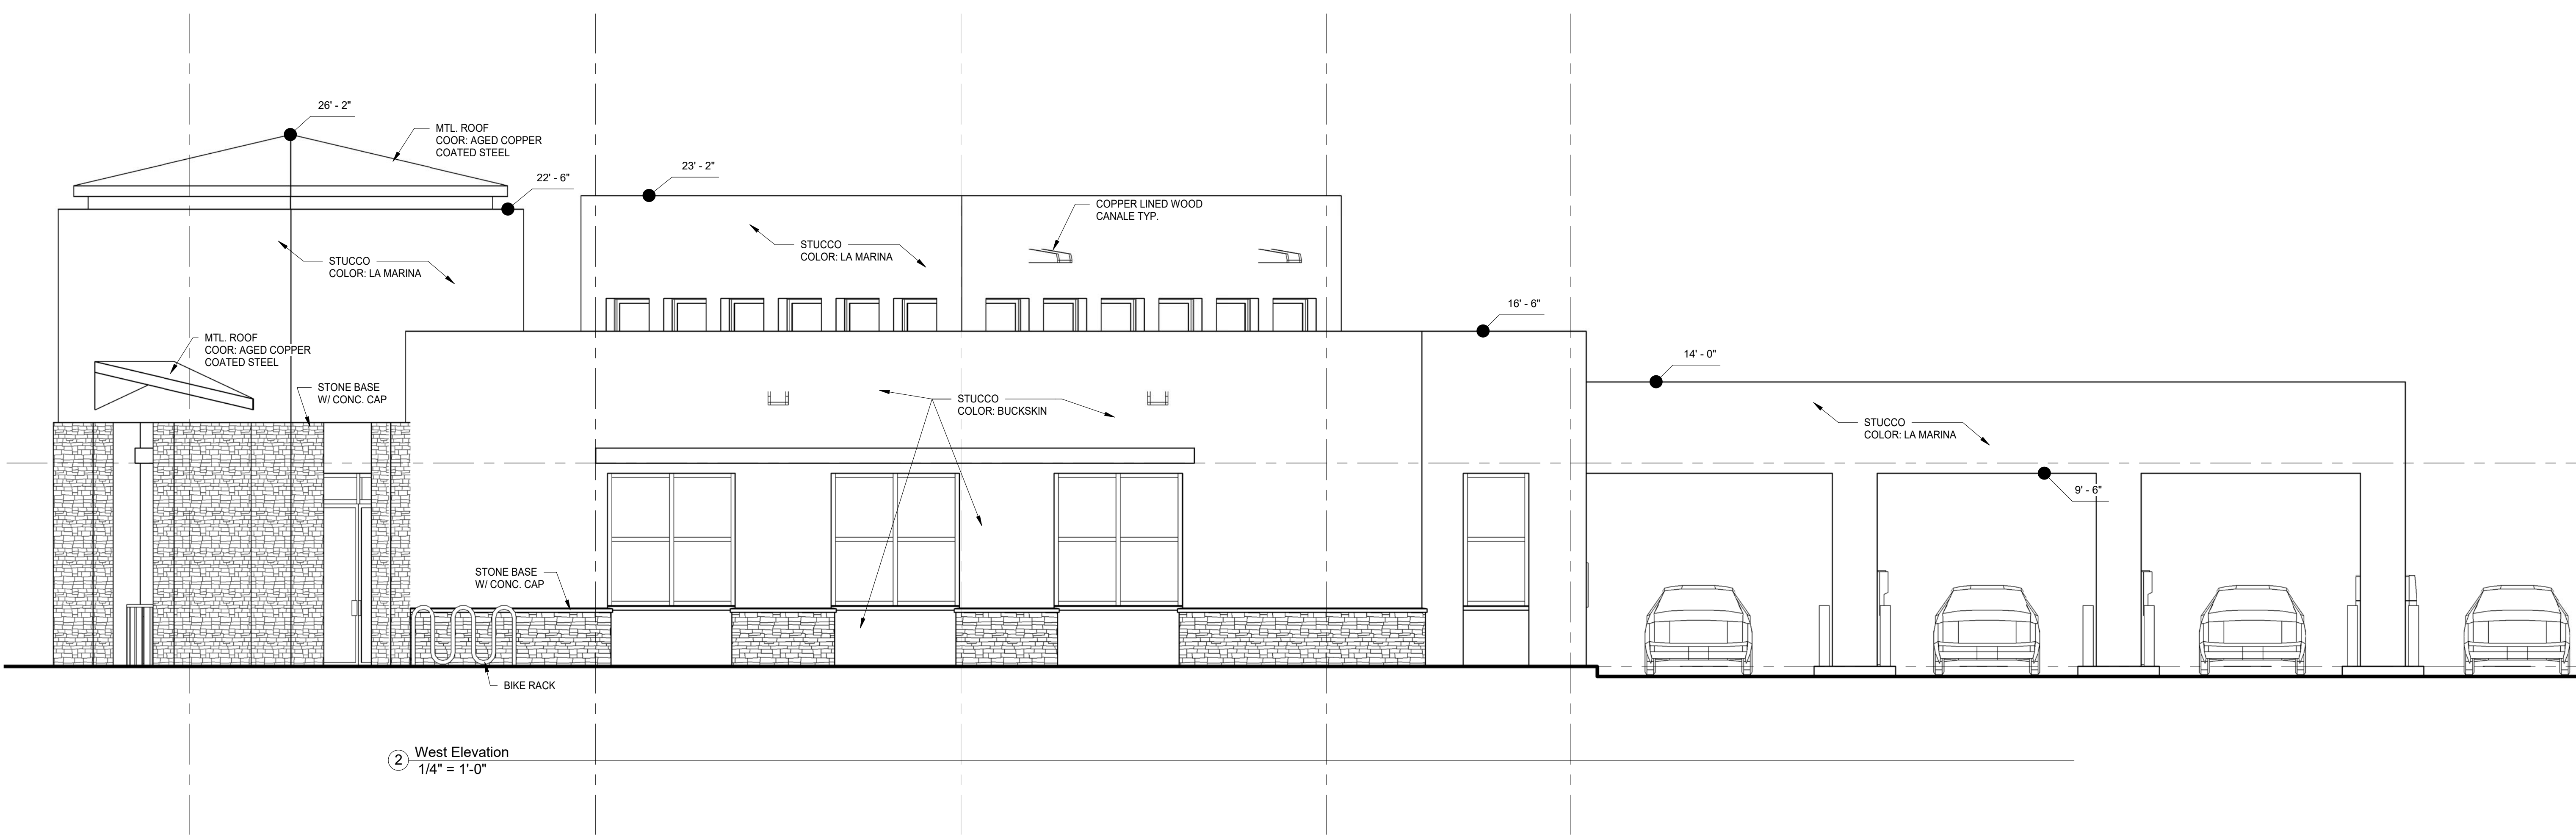 26' - 2"
MTL. ROOF
COOR: AGED COPPER
COATED STEEL
22' - 6"
23' - 2"
COPPER LINED WOOD
CANALE TYP.
STUCCO
COLOR: LA MARINA
STUCCO
COLOR: LA MARINA
16' - 6"
MTL. ROOF
COOR: AGED COPPER
COATED STEEL
14' - 0"
STONE BASE
W/ CONC. CAP
STUCCO
COLOR: BUCKSKIN
STUCCO
COLOR: LA MARINA
9' - 6"
STONE BASE
W/ CONC. CAP
BIKE RACK
2 West Elevation
1/4" = 1'-0"